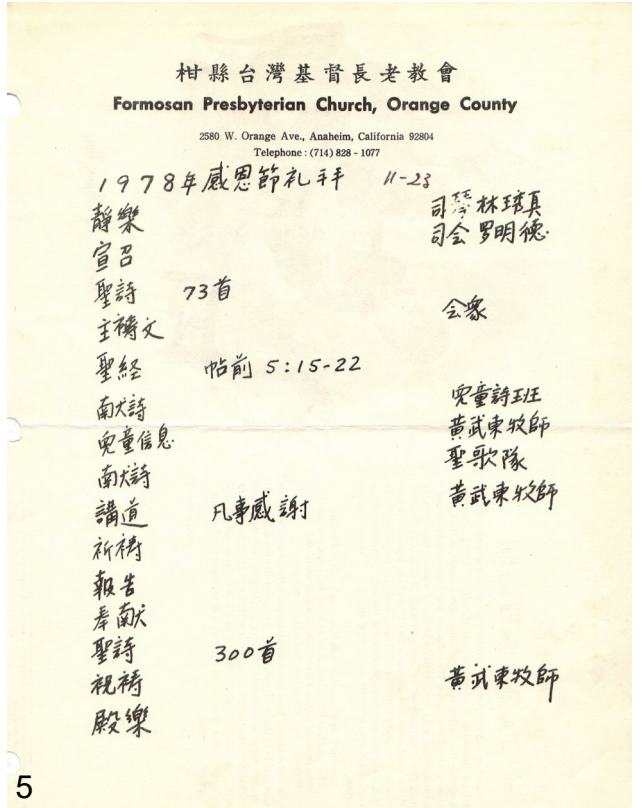 柑縣台灣基督長老教會
Formosan Presbyterian Church, Orange County
2580 W. Orange Ave., Anaheim, California 92804
Telephone: (714) 828-1077
1978年感恩節礼拜 11-23
靜樂 司琴 林琇真
宣召 司会 罗明德
聖詩 73首 会衆
主禱文
聖経 帖前 5:15-22
献詩 兒童詩班
兒童信息 黃武東牧師
献詩 聖歌隊
講道 凡事感謝 黃武東牧師
祈祷
報告
奉献
聖詩 300首
祝祷 黃武東牧師
殿樂
5